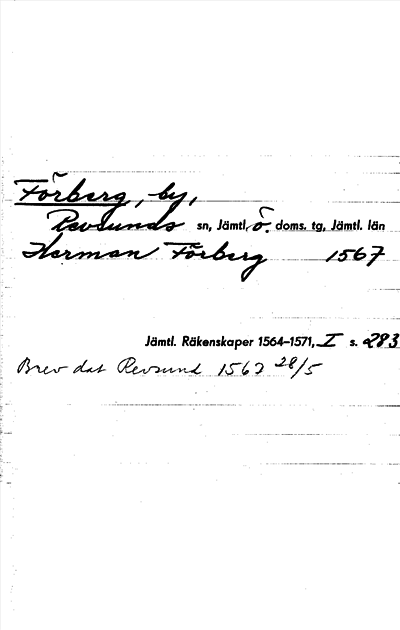 Förberg, by,
Revsunds sn, Jämtl, ö. doms. tg, Jämtl. län
Herman Förberg 1567
Jämtl. Räkenskaper 1564–1571, I s. 283
Brev dat Revsund 1567 28/5